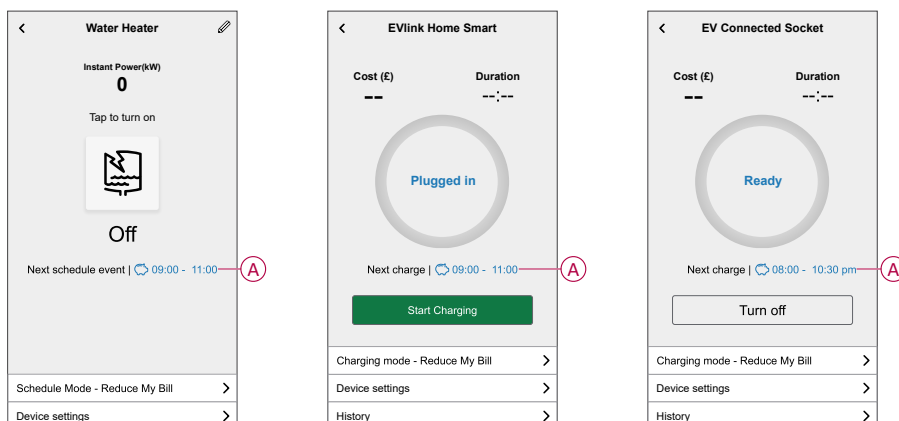 Water Heater
Instant Power(kW)
0
Tap to turn on
Off
Next schedule event | 09:00 - 11:00
A
Schedule Mode - Reduce My Bill
Device settings
EVlink Home Smart
Cost (£) Duration
-- --:--
Plugged in
Next charge | 09:00 - 11:00
A
Start Charging
Charging mode - Reduce My Bill
Device settings
History
EV Connected Socket
Cost (£) Duration
-- --:--
Ready
Next charge | 08:00 - 10:30 pm
A
Turn off
Charging mode - Reduce My Bill
Device settings
History